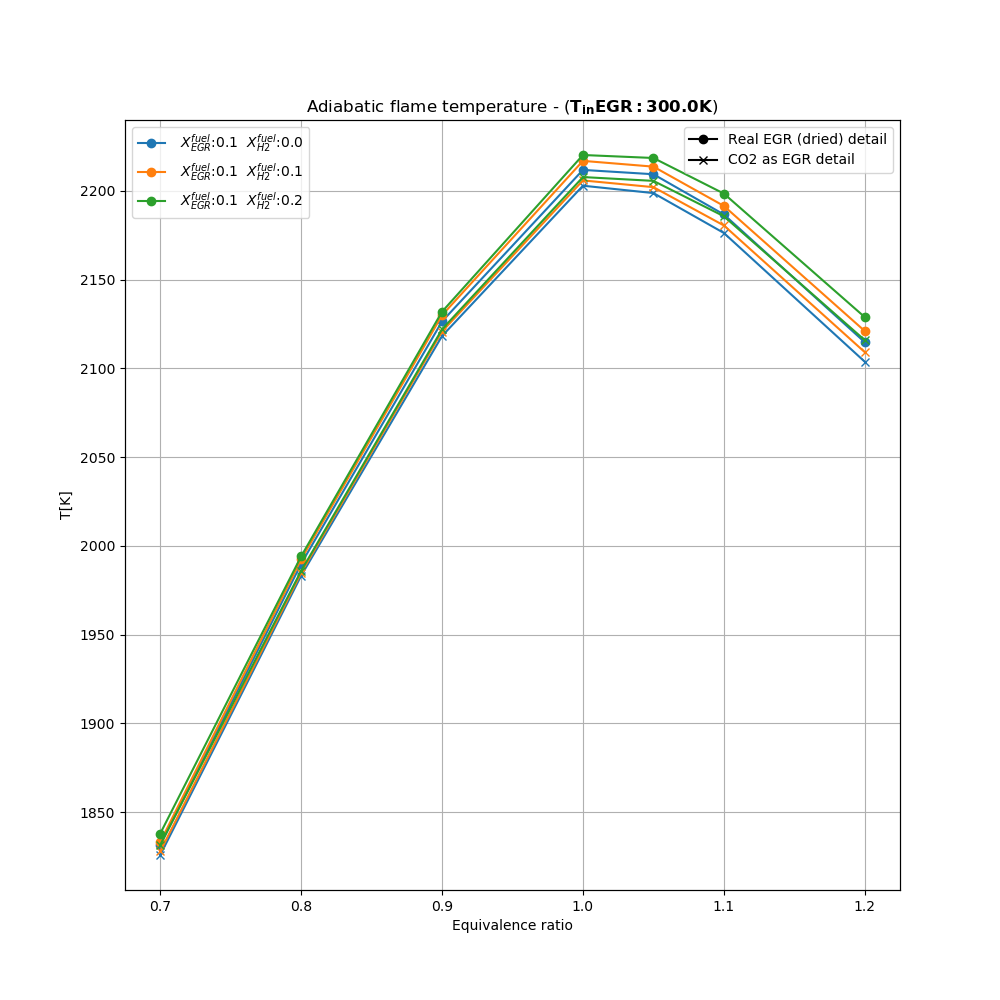 Adiabatic flame temperature - (T_in EGR : 300.0K)
X_EGR^fuel:0.1 X_H2^fuel:0.0
X_EGR^fuel:0.1 X_H2^fuel:0.1
X_EGR^fuel:0.1 X_H2^fuel:0.2
Real EGR (dried) detail
CO2 as EGR detail
2200
2150
2100
2050
2000
1950
1900
1850
T[K]
0.7 0.8 0.9 1.0 1.1 1.2
Equivalence ratio